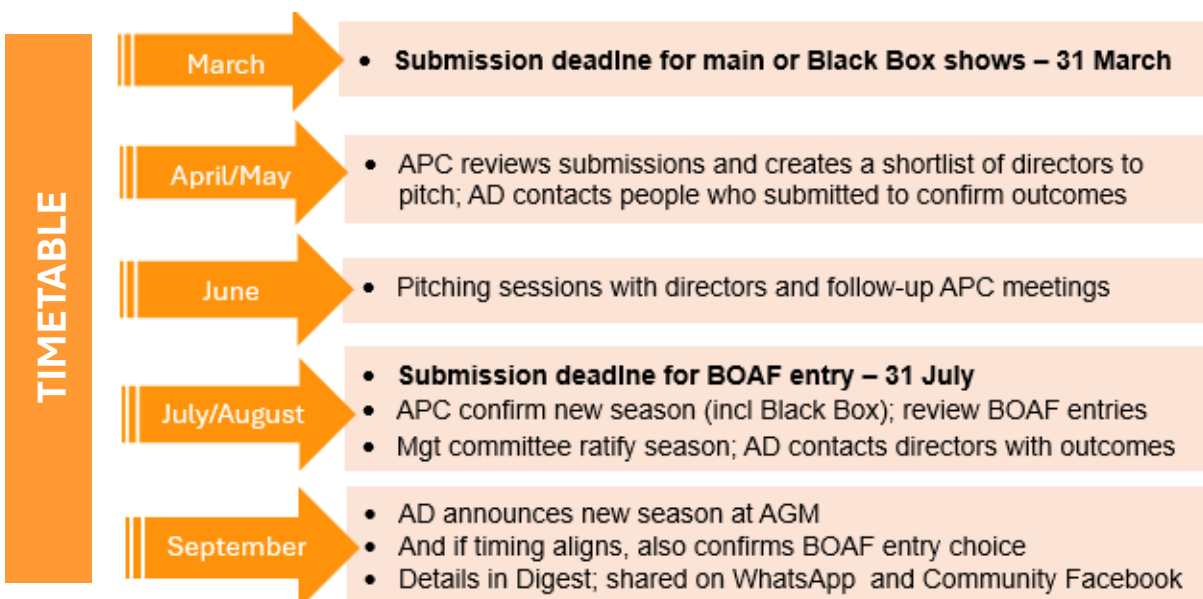 TIMETABLE
March
• Submission deadlne for main or Black Box shows – 31 March
April/May
• APC reviews submissions and creates a shortlist of directors to
pitch; AD contacts people who submitted to confirm outcomes
June
• Pitching sessions with directors and follow-up APC meetings
July/August
• Submission deadlne for BOAF entry – 31 July
• APC confirm new season (incl Black Box); review BOAF entries
• Mgt committee ratify season; AD contacts directors with outcomes
September
• AD announces new season at AGM
• And if timing aligns, also confirms BOAF entry choice
• Details in Digest; shared on WhatsApp and Community Facebook